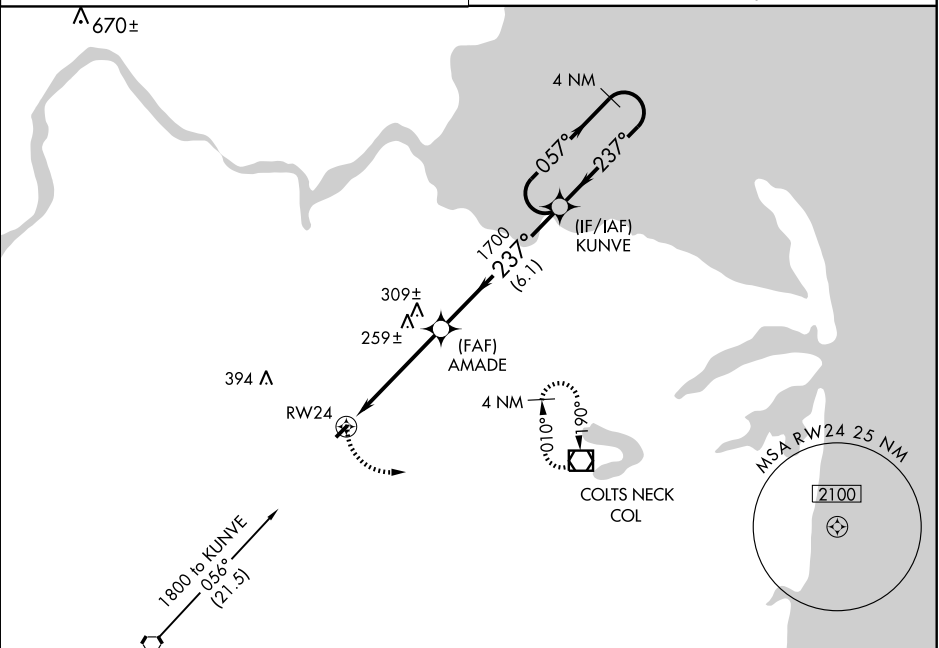 670±
4 NM
057°
237°
(IF/IAF)
KUNVE
1700
237°
(6.1)
309±
259±
(FAF)
AMADE
394
RW24
4 NM
010°
190°
COLTS NECK
COL
MSA RW24 25 NM
2100
1800 to KUNVE
056°
(21.5)